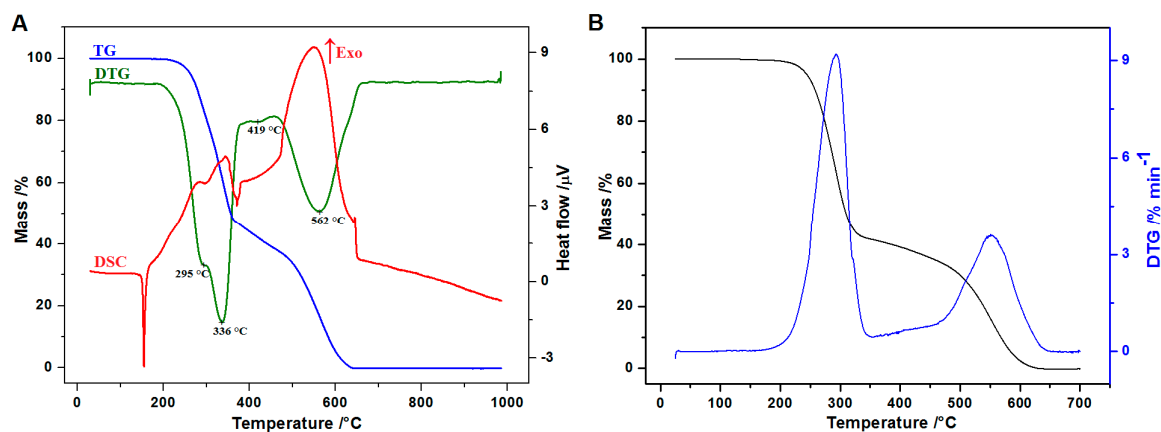 A
TG
DTG
Exo
419 °C
562 °C
295 °C
336 °C
DSC
100
80
60
40
20
0
Mass /%
9
6
3
0
-3
Heat flow /µV
0
200
400
600
800
1000
Temperature /°C
B
100
80
60
40
20
0
Mass /%
9
6
3
0
DTG /% min-1
0
100
200
300
400
500
600
700
Temperature /°C